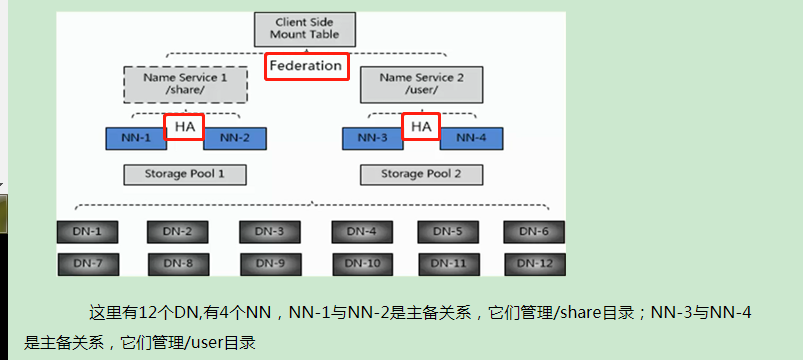 Client Side
Mount Table
Federation
Name Service 1
/share/
Name Service 2
/user/
HA
HA
NN-1
NN-2
NN-3
NN-4
Storage Pool 1
Storage Pool 2
DN-1
DN-2
DN-3
DN-4
DN-5
DN-6
DN-7
DN-8
DN-9
DN-10
DN-11
DN-12
这里有12个DN,有4个NN，NN-1与NN-2是主备关系，它们管理/share目录；NN-3与NN-4
是主备关系，它们管理/user目录